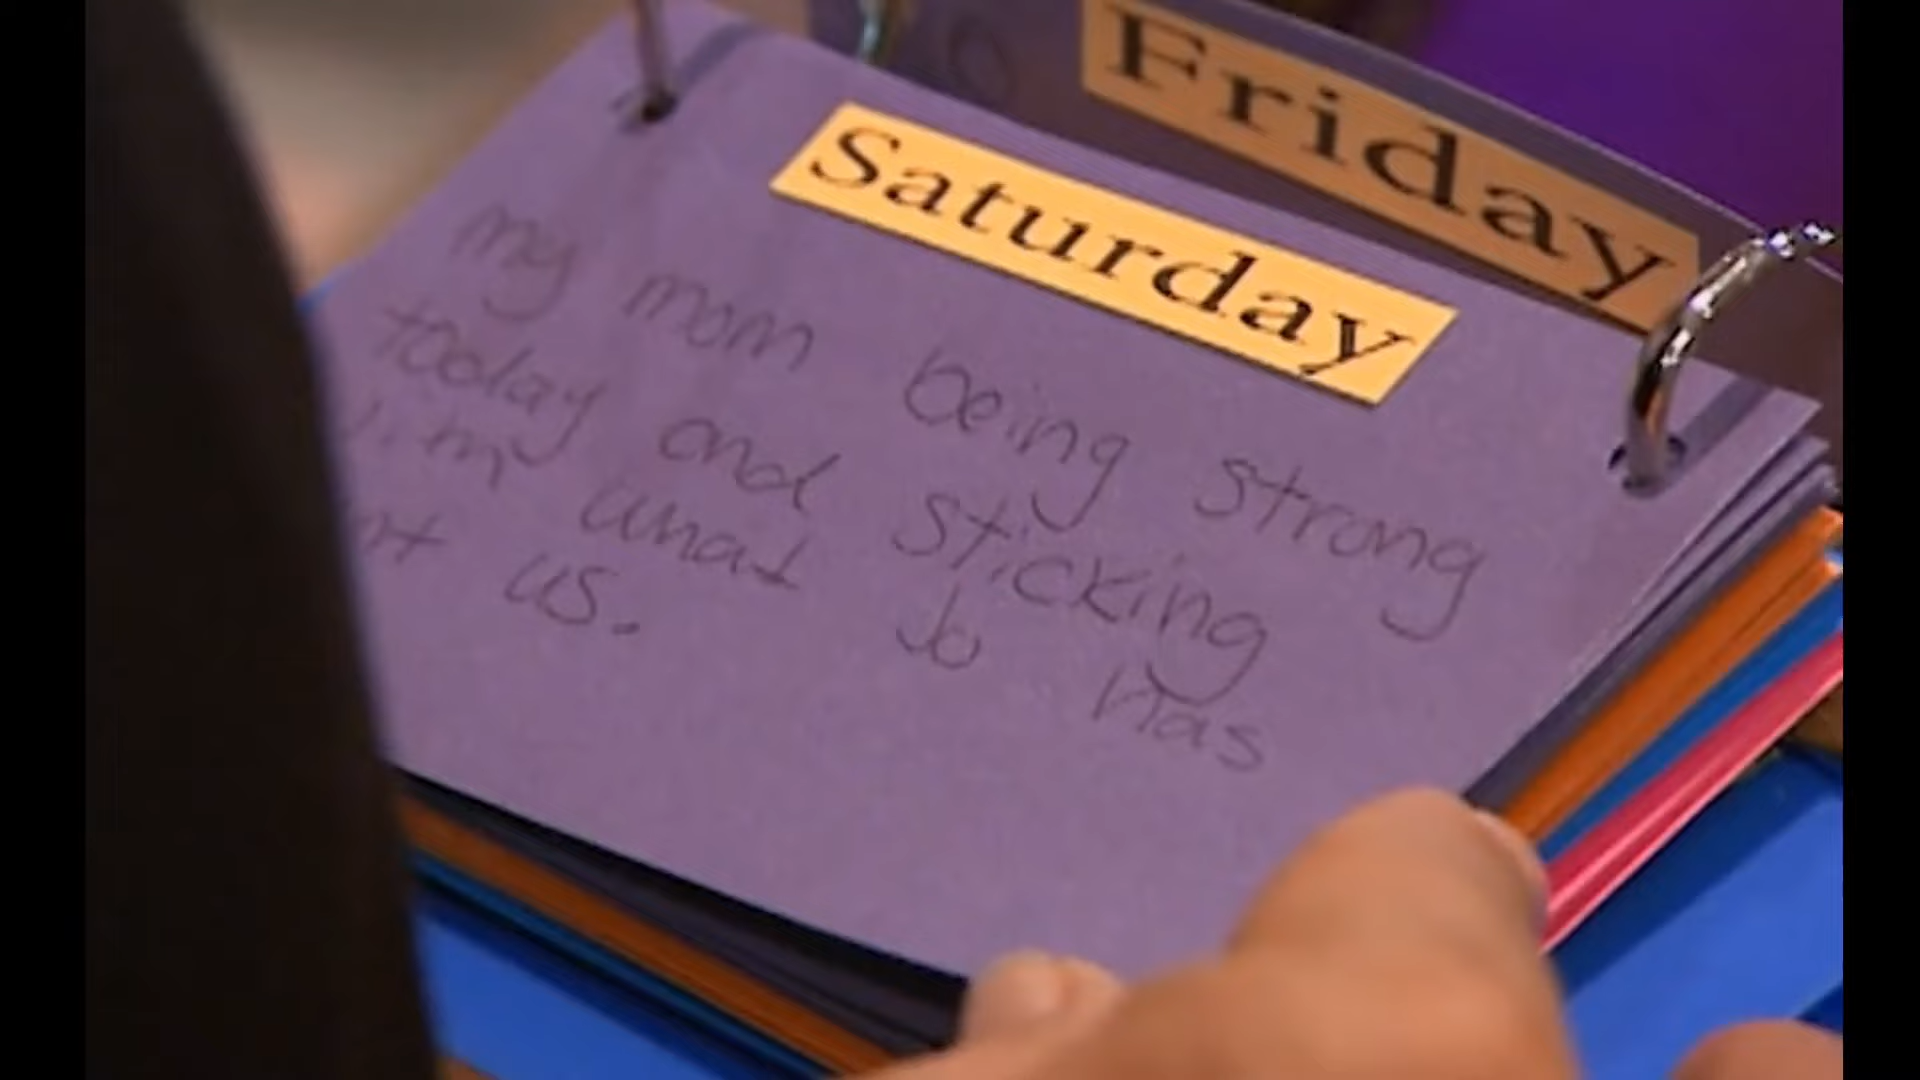 Friday
Saturday
my mom being strong
today and sticking
what Jo has
us.